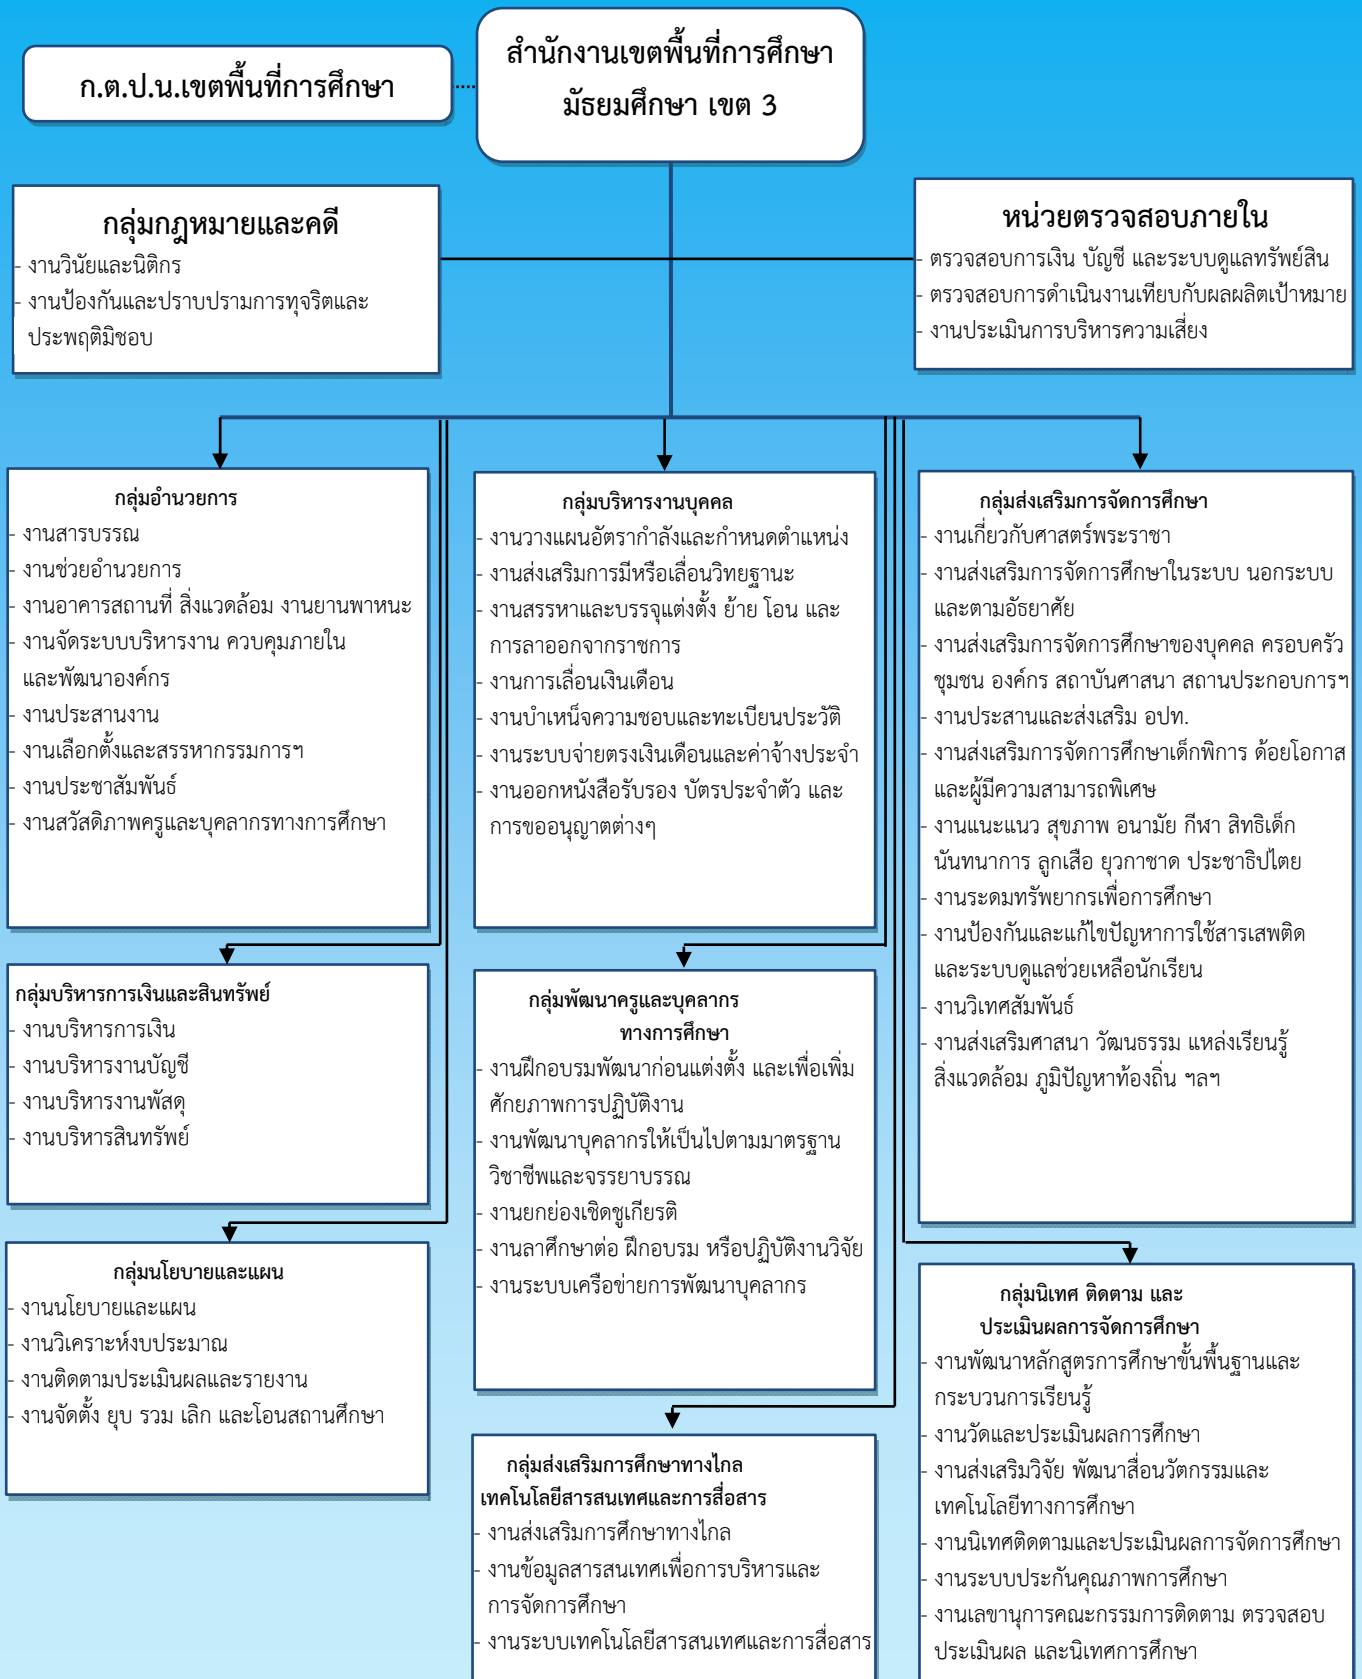 ก.ต.ป.น.เขตพื้นที่การศึกษา
สำนักงานเขตพื้นที่การศึกษา
มัธยมศึกษา เขต 3
กลุ่มกฎหมายและคดี
- งานวินัยและนิติกร
- งานป้องกันและปราบปรามการทุจริตและ
ประพฤติมิชอบ
หน่วยตรวจสอบภายใน
- ตรวจสอบการเงิน บัญชี และระบบดูแลทรัพย์สิน
- ตรวจสอบการดำเนินงานเทียบกับผลผลิตเป้าหมาย
- งานประเมินการบริหารความเสี่ยง
กลุ่มอำนวยการ
- งานสารบรรณ
- งานช่วยอำนวยการ
- งานอาคารสถานที่ สิ่งแวดล้อม งานยานพาหนะ
- งานจัดระบบบริหารงาน ควบคุมภายใน
และพัฒนาองค์กร
- งานประสานงาน
- งานเลือกตั้งและสรรหากรรมการฯ
- งานประชาสัมพันธ์
- งานสวัสดิภาพครูและบุคลากรทางการศึกษา
กลุ่มบริหารงานบุคคล
- งานวางแผนอัตรากำลังและกำหนดตำแหน่ง
- งานส่งเสริมการมีหรือเลื่อนวิทยฐานะ
- งานสรรหาและบรรจุแต่งตั้ง ย้าย โอน และ
การลาออกจากราชการ
- งานการเลื่อนเงินเดือน
- งานบำเหน็จความชอบและทะเบียนประวัติ
- งานระบบจ่ายตรงเงินเดือนและค่าจ้างประจำ
- งานออกหนังสือรับรอง บัตรประจำตัว และ
การขออนุญาตต่างๆ
กลุ่มส่งเสริมการจัดการศึกษา
- งานเกี่ยวกับศาสตร์พระราชา
- งานส่งเสริมการจัดการศึกษาในระบบ นอกระบบ
และตามอัธยาศัย
- งานส่งเสริมการจัดการศึกษาของบุคคล ครอบครัว
ชุมชน องค์กร สถาบันศาสนา สถานประกอบการฯ
- งานประสานและส่งเสริม อปท.
- งานส่งเสริมการจัดการศึกษาเด็กพิการ ด้อยโอกาส
และผู้มีความสามารถพิเศษ
- งานแนะแนว สุขภาพ อนามัย กีฬา สิทธิเด็ก
นันทนาการ ลูกเสือ ยุวกาชาด ประชาธิปไตย
- งานระดมทรัพยากรเพื่อการศึกษา
- งานป้องกันและแก้ไขปัญหาการใช้สารเสพติด
และระบบดูแลช่วยเหลือนักเรียน
- งานวิเทศสัมพันธ์
- งานส่งเสริมศาสนา วัฒนธรรม แหล่งเรียนรู้
สิ่งแวดล้อม ภูมิปัญหาท้องถิ่น ฯลฯ
กลุ่มบริหารการเงินและสินทรัพย์
- งานบริหารการเงิน
- งานบริหารงานบัญชี
- งานบริหารงานพัสดุ
- งานบริหารสินทรัพย์
กลุ่มพัฒนาครูและบุคลากร
ทางการศึกษา
- งานฝึกอบรมพัฒนาก่อนแต่งตั้ง และเพื่อเพิ่ม
ศักยภาพการปฏิบัติงาน
- งานพัฒนาบุคลากรให้เป็นไปตามมาตรฐาน
วิชาชีพและจรรยาบรรณ
- งานยกย่องเชิดชูเกียรติ
- งานลาศึกษาต่อ ฝึกอบรม หรือปฏิบัติงานวิจัย
- งานระบบเครือข่ายการพัฒนาบุคลากร
กลุ่มนโยบายและแผน
- งานนโยบายและแผน
- งานวิเคราะห์งบประมาณ
- งานติดตามประเมินผลและรายงาน
- งานจัดตั้ง ยุบ รวม เลิก และโอนสถานศึกษา
กลุ่มนิเทศ ติดตาม และ
ประเมินผลการจัดการศึกษา
- งานพัฒนาหลักสูตรการศึกษาขั้นพื้นฐานและ
กระบวนการเรียนรู้
- งานวัดและประเมินผลการศึกษา
- งานส่งเสริมวิจัย พัฒนาสื่อนวัตกรรมและ
เทคโนโลยีทางการศึกษา
- งานนิเทศติดตามและประเมินผลการจัดการศึกษา
- งานระบบประกันคุณภาพการศึกษา
- งานเลขานุการคณะกรรมการติดตาม ตรวจสอบ
ประเมินผล และนิเทศการศึกษา
กลุ่มส่งเสริมการศึกษาทางไกล
เทคโนโลยีสารสนเทศและการสื่อสาร
- งานส่งเสริมการศึกษาทางไกล
- งานข้อมูลสารสนเทศเพื่อการบริหารและ
การจัดการศึกษา
- งานระบบเทคโนโลยีสารสนเทศและการสื่อสาร